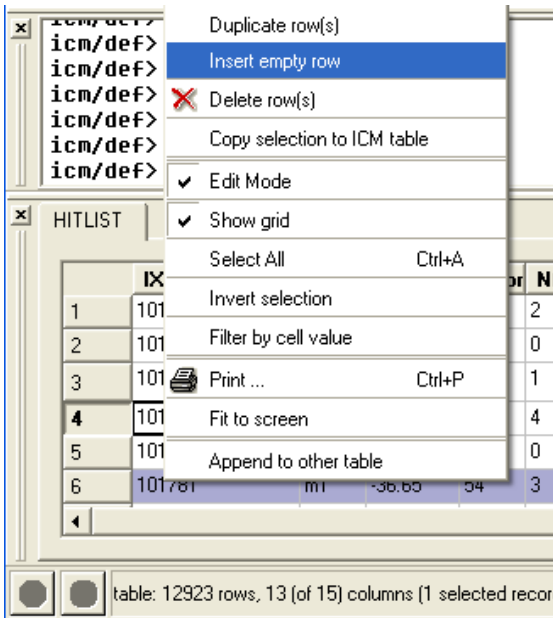 Duplicate row(s)
icm/def>
Insert empty row
icm/def>
icm/def>
Delete row(s)
icm/def>
Copy selection to ICM table
icm/def>
icm/def>
Edit Mode
HITLIST
Show grid
Select All Ctrl+A
IX
N
1 101 Invert selection 2
2 101 Filter by cell value 0
3 101 Print ... Ctrl+P 1
4 101 Fit to screen 4
5 101 Append to other table 0
6 101781 -36.65 54 3
table: 12923 rows, 13 (of 15) columns (1 selected recor